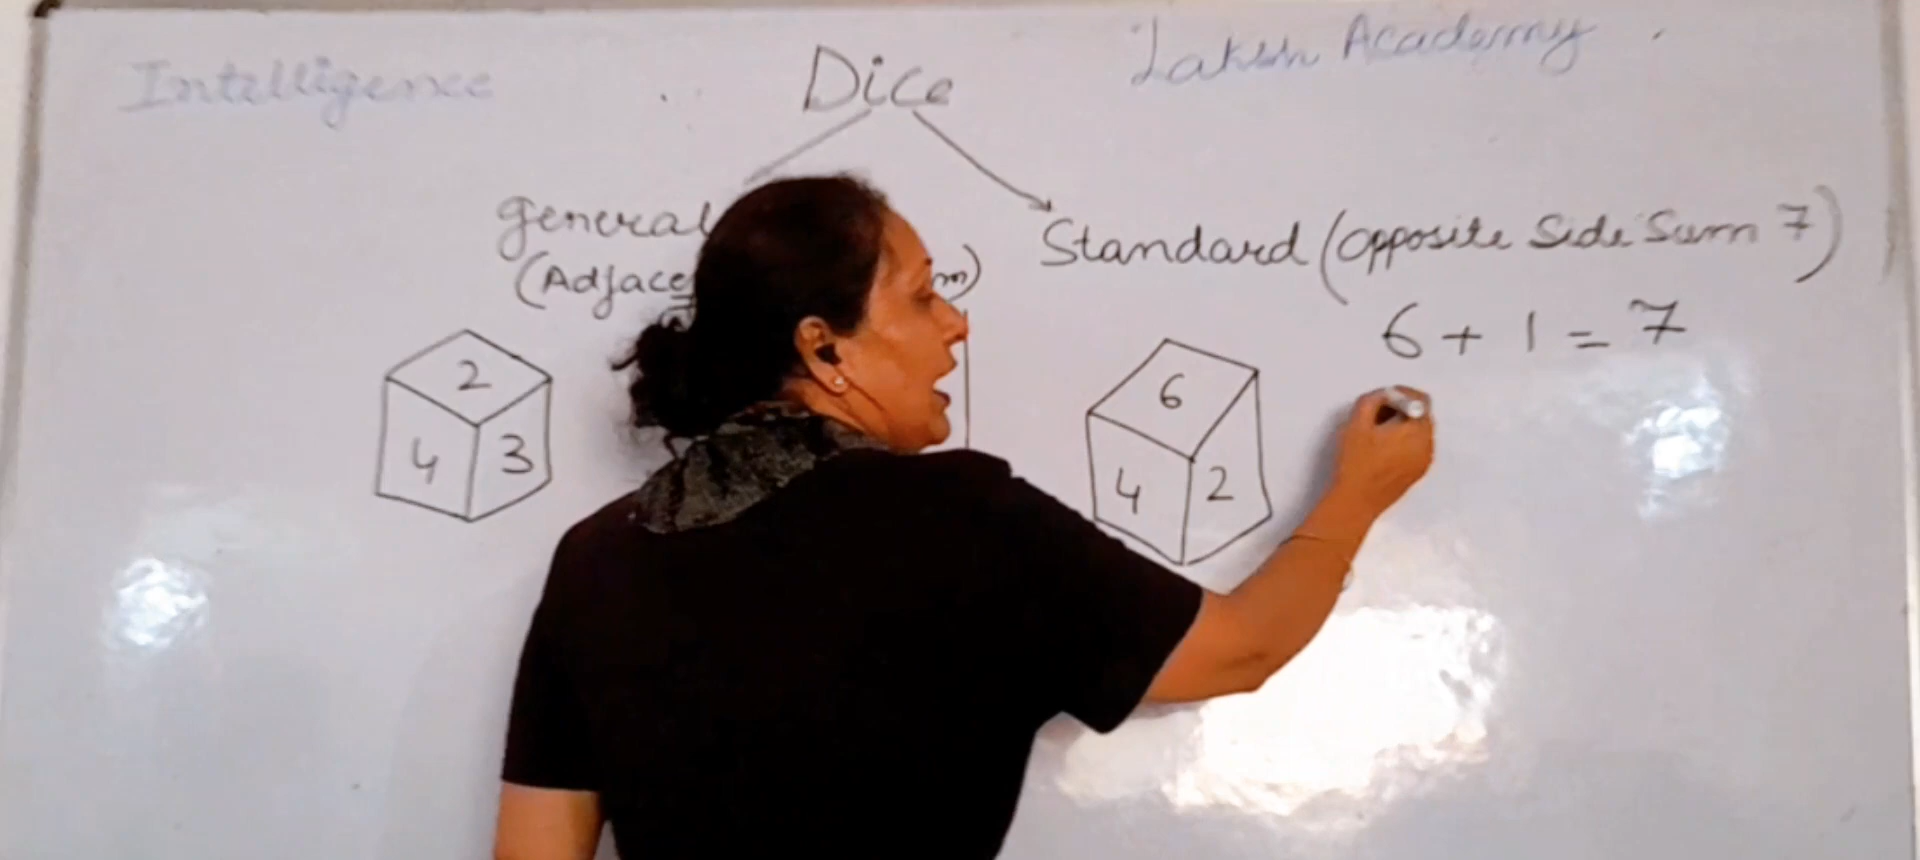 Intelligence
Dice
Laksh Academy
general
Standard (opposite Side Sum 7)
(Adjace
m)
6 + 1 = 7
2
4 3
6
4 2